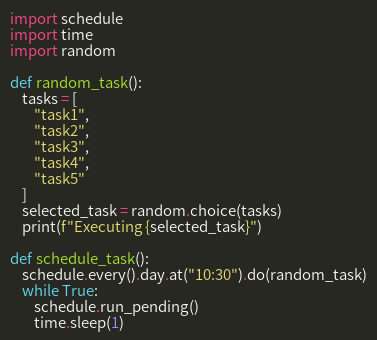 import schedule
import time
import random

def random_task():
    tasks = [
        "task1",
        "task2",
        "task3",
        "task4",
        "task5"
    ]
    selected_task = random.choice(tasks)
    print(f"Executing {selected_task}")

def schedule_task():
    schedule.every().day.at("10:30").do(random_task)
    while True:
        schedule.run_pending()
        time.sleep(1)